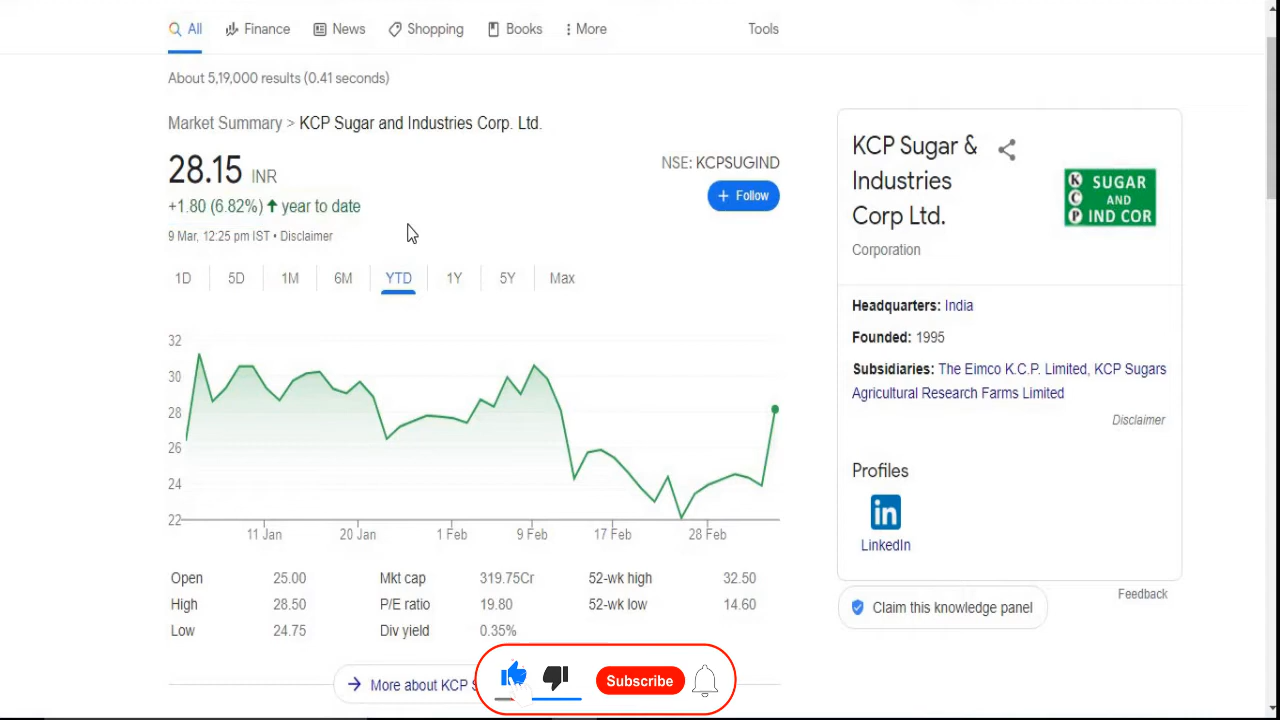 All Finance News Shopping Books More Tools
About 5,19,000 results (0.41 seconds)
Market Summary > KCP Sugar and Industries Corp. Ltd.
28.15 INR
NSE: KCPSUGIND
+ Follow
+1.80 (6.82%) year to date
9 Mar, 12:25 pm IST • Disclaimer
1D 5D 1M 6M YTD 1Y 5Y Max
32
30
28
26
24
22
11 Jan 20 Jan 1 Feb 9 Feb 17 Feb 28 Feb
Open 25.00 Mkt cap 319.75Cr 52-wk high 32.50
High 28.50 P/E ratio 19.80 52-wk low 14.60
Low 24.75 Div yield 0.35%
More about KCP S
Subscribe
KCP Sugar &
Industries
Corp Ltd.
K SUGAR
C AND
P IND COR
Corporation
Headquarters: India
Founded: 1995
Subsidiaries: The Eimco K.C.P. Limited, KCP Sugars
Agricultural Research Farms Limited
Disclaimer
Profiles
in
LinkedIn
Feedback
Claim this knowledge panel